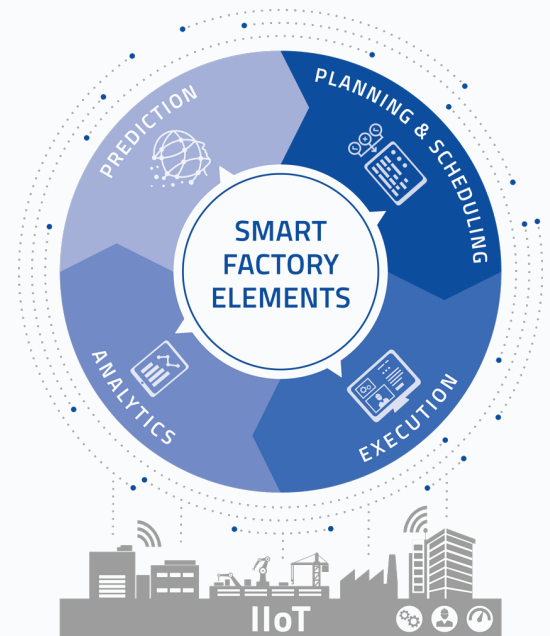 PREDICTION
PLANNING & SCHEDULING
SMART
FACTORY
ELEMENTS
ANALYTICS
EXECUTION
IIoT